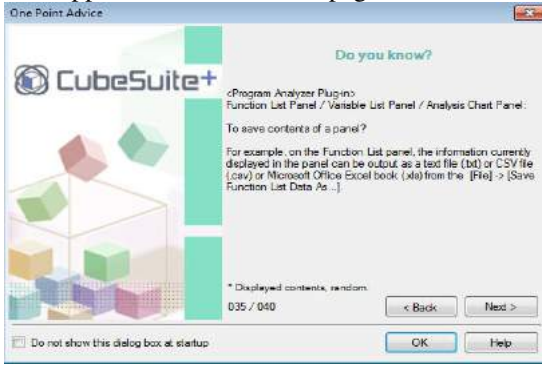 One Point Advice
CubeSuite+
Do you know?
<Program Analyzer Plug-in>
Function List Panel / Variable List Panel / Analysis Chart Panel:
To save contents of a panel?
For example, on the Function List panel, the information currently
displayed in the panel can be output as a text file (.txt) or CSV file
(.csv) or Microsoft Office Excel book (.xls) from the [File] -> [Save
Function List Data As ...].
* Displayed contents, random.
035 / 040
< Back
Next >
Do not show this dialog box at startup
OK
Help